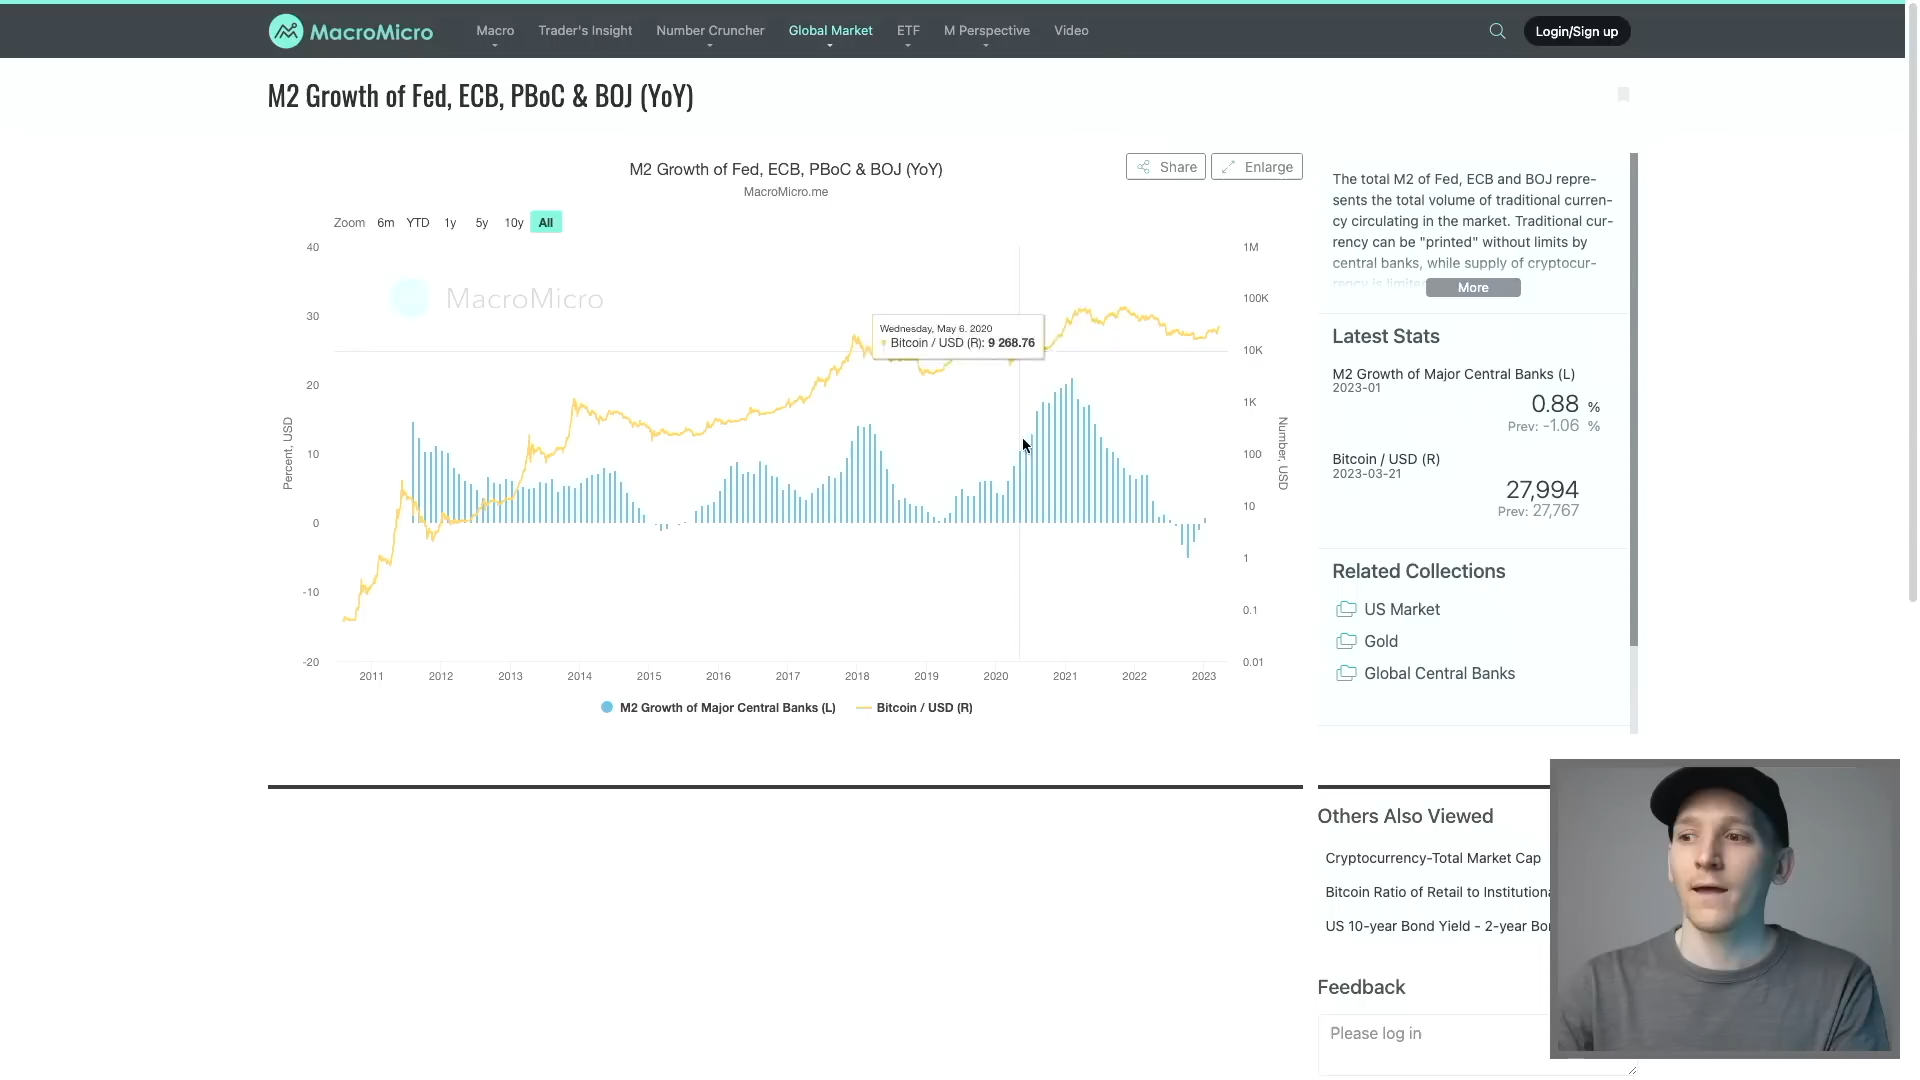 MacroMicro
Macro
Trader's Insight
Number Cruncher
Global Market
ETF
M Perspective
Video
Login/Sign up
M2 Growth of Fed, ECB, PBoC & BOJ (YoY)
M2 Growth of Fed, ECB, PBoC & BOJ (YoY)
MacroMicro.me
Share
Enlarge
Zoom 6m YTD 1y 5y 10y All
MacroMicro
40
30
20
10
0
-10
-20
Percent, USD
1M
100K
10K
1K
100
10
1
0.1
0.01
Number, USD
Wednesday, May 6. 2020
Bitcoin / USD (R): 9 268.76
2011 2012 2013 2014 2015 2016 2017 2018 2019 2020 2021 2022 2023
M2 Growth of Major Central Banks (L)
Bitcoin / USD (R)
The total M2 of Fed, ECB and BOJ repre-
sents the total volume of traditional curren-
cy circulating in the market. Traditional cur-
rency can be "printed" without limits by
central banks, while supply of cryptocur-
rency is limited
More
Latest Stats
M2 Growth of Major Central Banks (L)
2023-01
0.88 %
Prev: -1.06 %
Bitcoin / USD (R)
2023-03-21
27,994
Prev: 27,767
Related Collections
US Market
Gold
Global Central Banks
Others Also Viewed
Cryptocurrency-Total Market Cap
Bitcoin Ratio of Retail to Institutiona
US 10-year Bond Yield - 2-year Bo
Feedback
Please log in